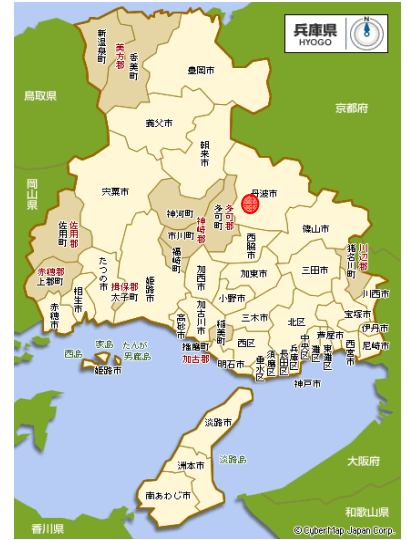 兵庫県
HYOGO
新温泉町
美方郡
香美町
豊岡市
鳥取県
京都府
養父市
朝来市
岡山県
宍粟市
丹波市
佐用町
佐用郡
神河町
市川町
神崎郡
福崎町
多可町
多可郡
西脇市
篠山市
猪名川町
川辺郡
赤穂郡
上郡町
赤穂市
相生市
たつの市
揖保郡
太子町
姫路市
加西市
加東市
三田市
川西市
小野市
加古川市
高砂市
稲美町
播磨町
加古郡
三木市
北区
宝塚市
伊丹市
尼崎市
西宮市
芦屋市
東灘区
灘区
中央区
兵庫区
長田区
須磨区
垂水区
西区
明石市
神戸市
西島
家島
たんが
男鹿島
姫路市
淡路市
淡路島
洲本市
南あわじ市
大阪府
和歌山県
香川県
© CyberMap Japan Corp.